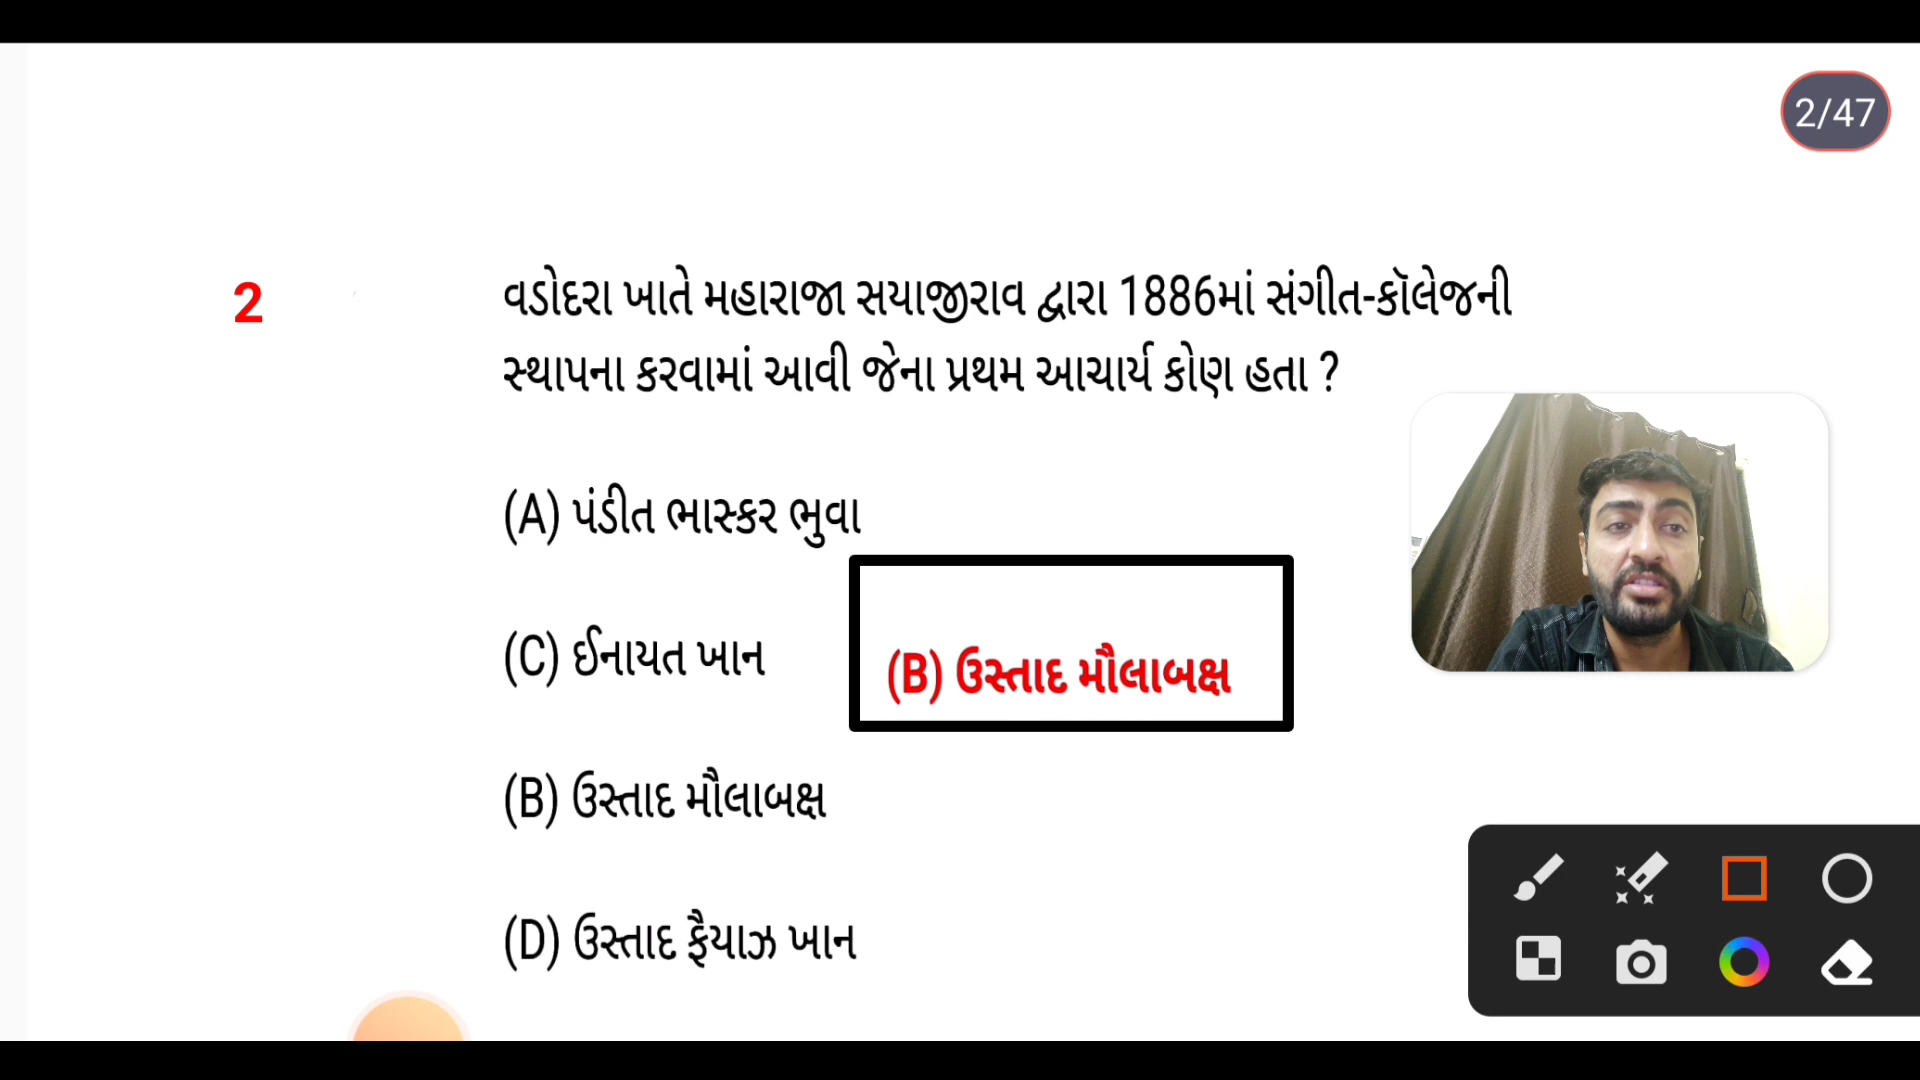 2/47
2
વડોદરા ખાતે મહારાજા સયાજીરાવ દ્વારા 1886માં સંગીત-કૉલેજની
સ્થાપના કરવામાં આવી જેના પ્રથમ આચાર્ય કોણ હતા ?
(A) પંડીત ભાસ્કર ભુવા
(C) ઈનાયત ખાન
(B) ઉસ્તાદ મૌલાબક્ષ
(B) ઉસ્તાદ મૌલાબક્ષ
(D) ઉસ્તાદ ફૈયાઝ ખાન